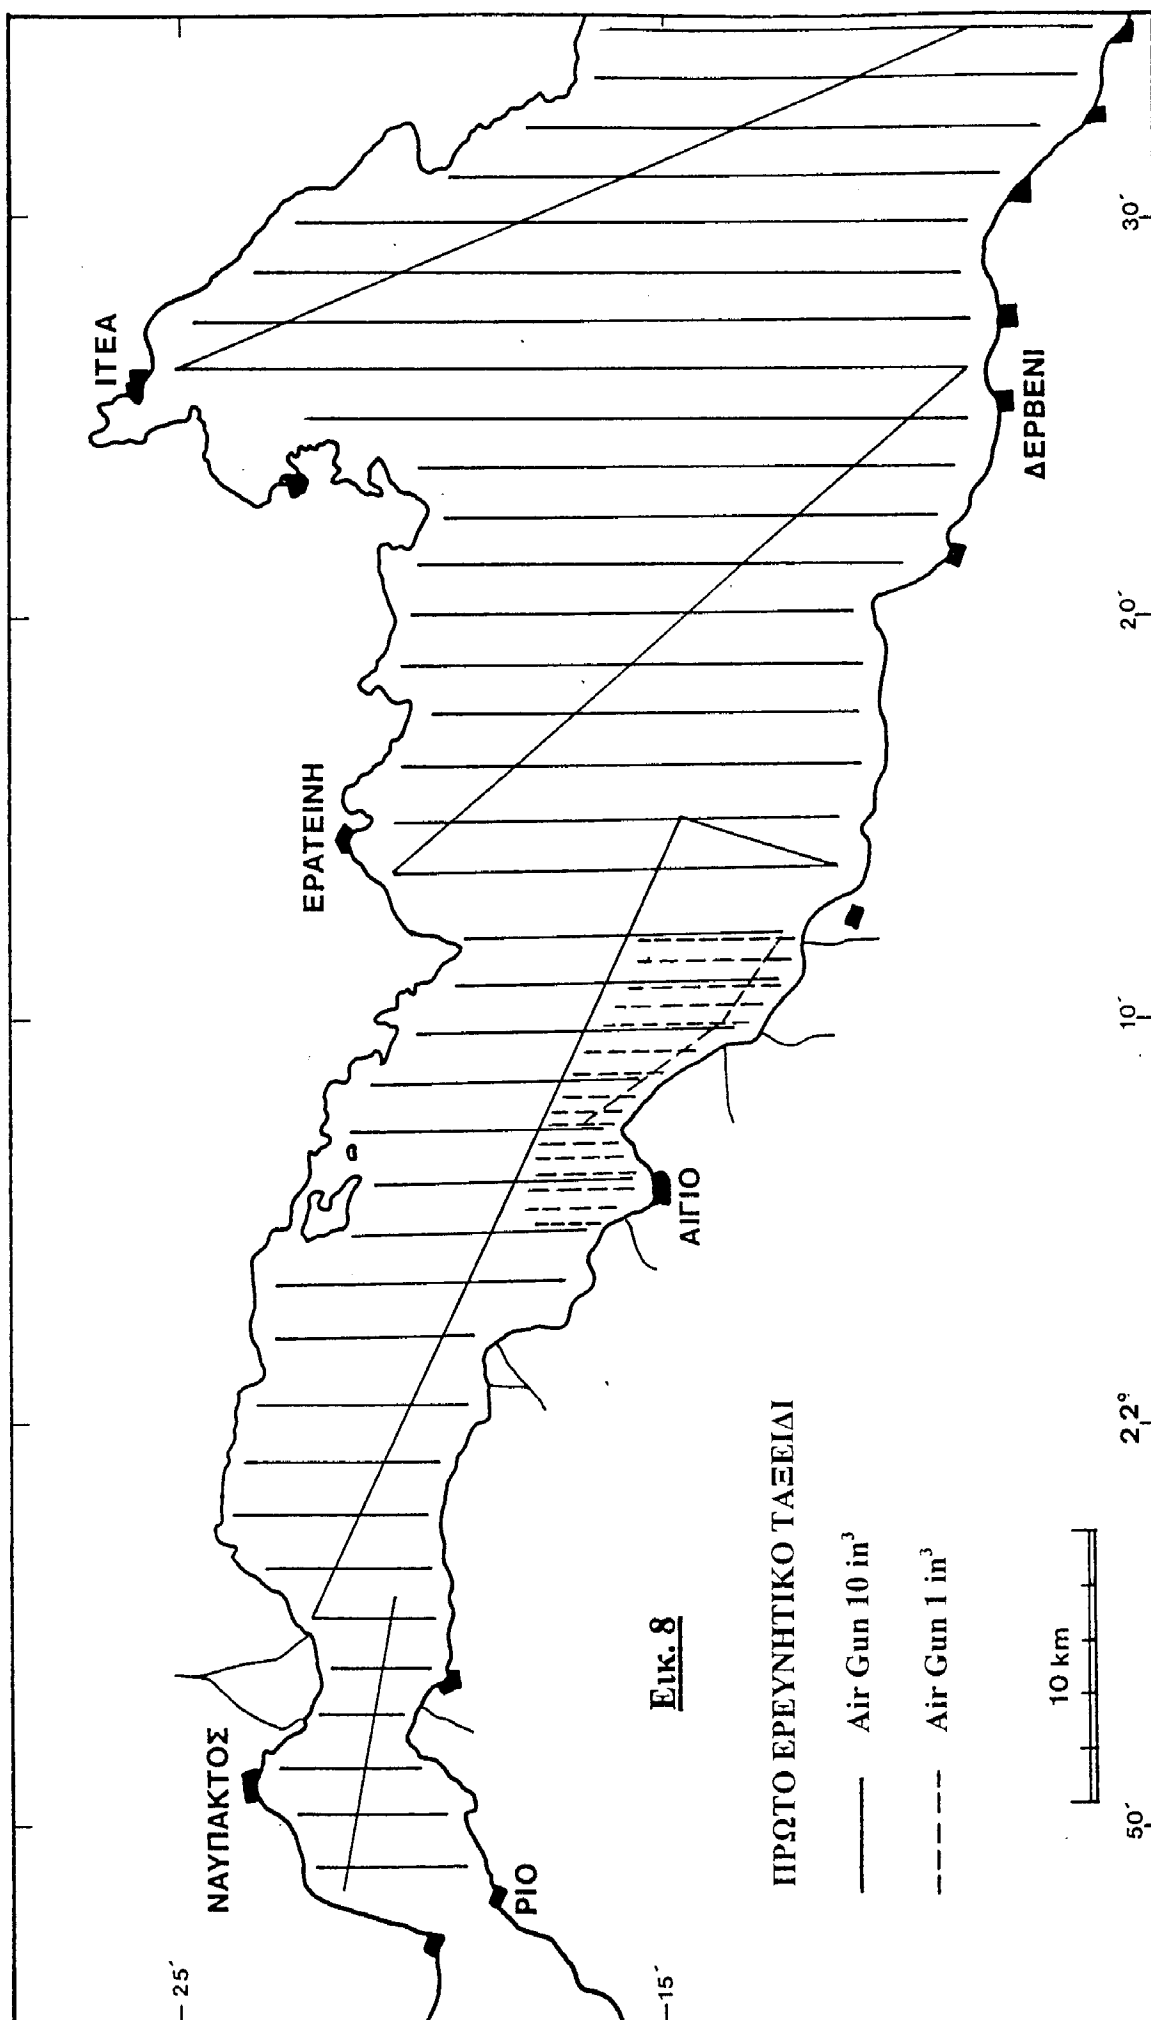 ΙΤΕΑ
ΕΡΑΤΕΙΝΗ
ΝΑΥΠΑΚΤΟΣ
ΔΕΡΒΕΝΙ
ΑΙΓΙΟ
ΡΙΟ
Εικ. 8
ΠΡΩΤΟ ΕΡΕΥΝΗΤΙΚΟ ΤΑΞΕΙΔΙ
Air Gun 10 in³
Air Gun 1 in³
10 km
25´
15´
50´
22°
10´
20´
30´